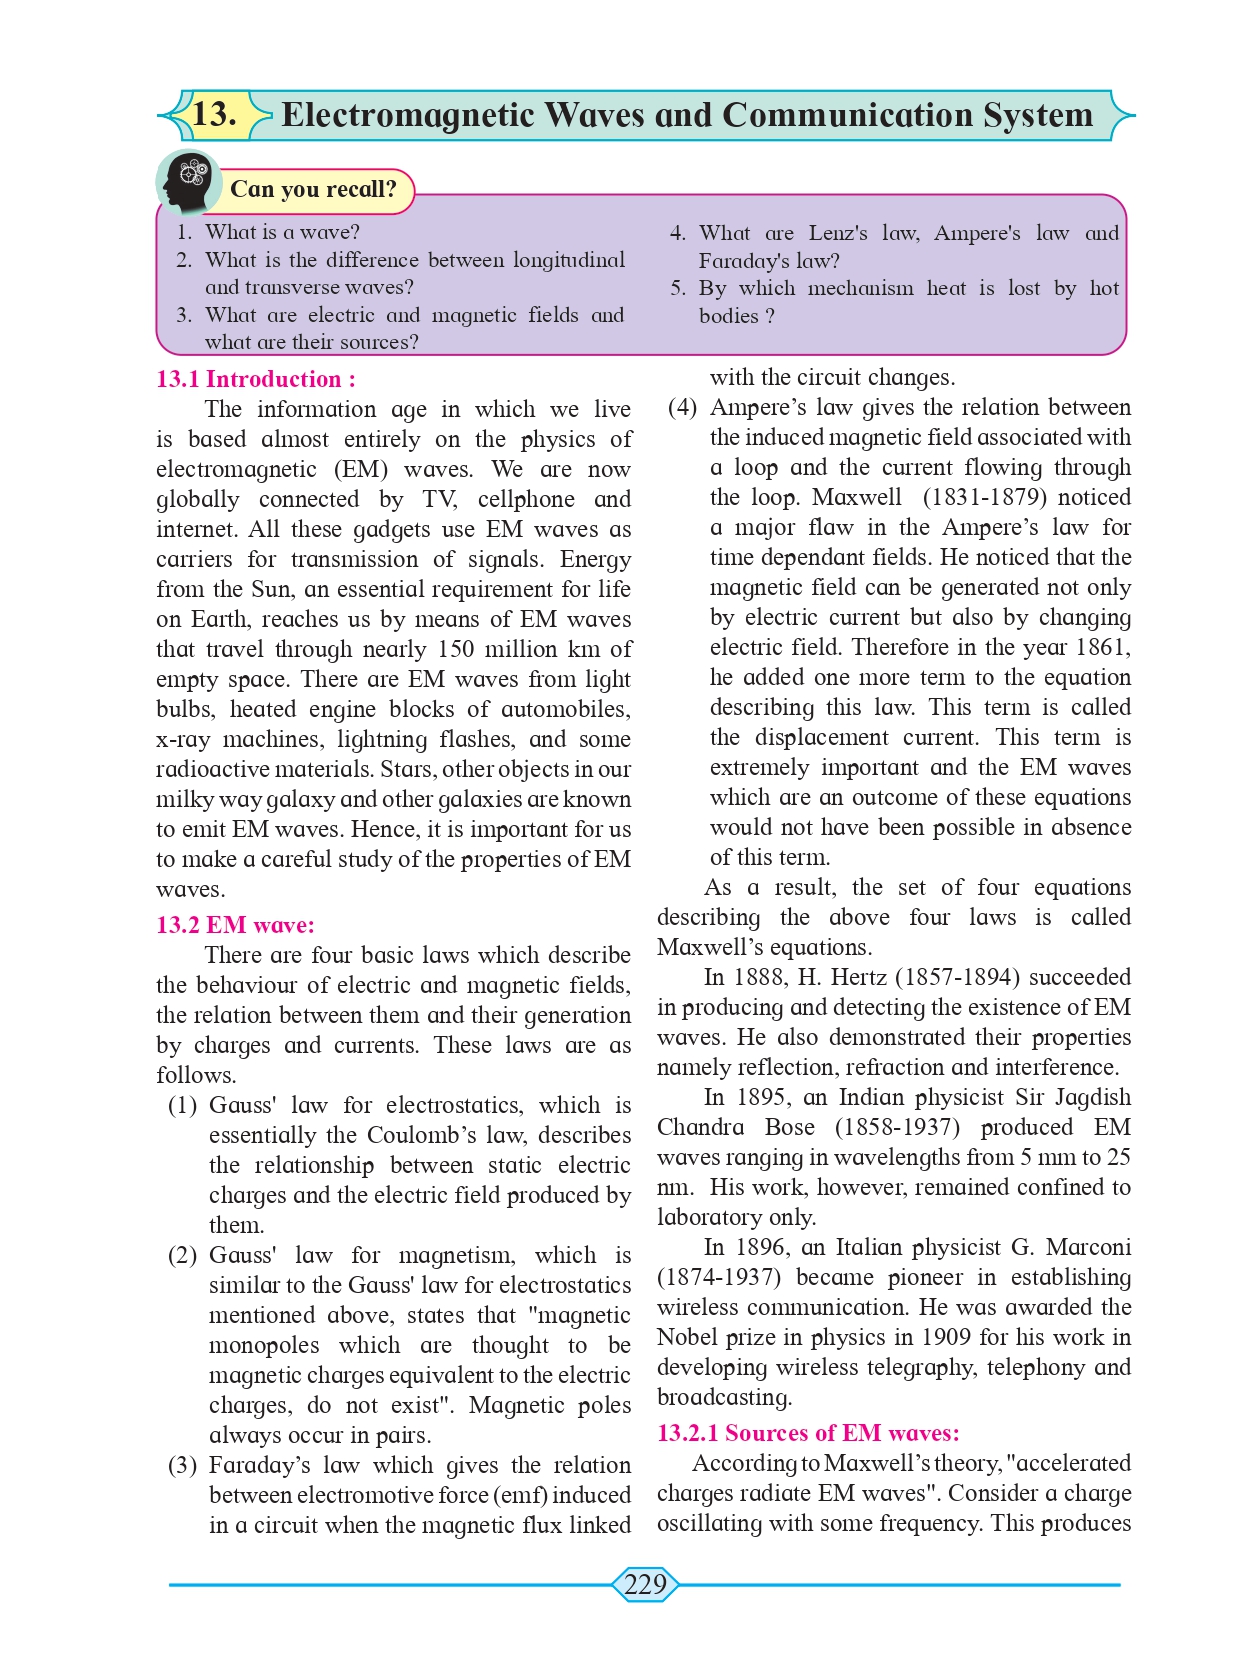 13. Electromagnetic Waves and Communication System
Can you recall?
1. What is a wave?
2. What is the difference between longitudinal
and transverse waves?
3. What are electric and magnetic fields and
what are their sources?
4. What are Lenz's law, Ampere's law and
Faraday's law?
5. By which mechanism heat is lost by hot
bodies ?
13.1 Introduction :
The information age in which we live
is based almost entirely on the physics of
electromagnetic (EM) waves. We are now
globally connected by TV, cellphone and
internet. All these gadgets use EM waves as
carriers for transmission of signals. Energy
from the Sun, an essential requirement for life
on Earth, reaches us by means of EM waves
that travel through nearly 150 million km of
empty space. There are EM waves from light
bulbs, heated engine blocks of automobiles,
x-ray machines, lightning flashes, and some
radioactive materials. Stars, other objects in our
milky way galaxy and other galaxies are known
to emit EM waves. Hence, it is important for us
to make a careful study of the properties of EM
waves.
13.2 EM wave:
There are four basic laws which describe
the behaviour of electric and magnetic fields,
the relation between them and their generation
by charges and currents. These laws are as
follows.
(1) Gauss' law for electrostatics, which is
essentially the Coulomb’s law, describes
the relationship between static electric
charges and the electric field produced by
them.
(2) Gauss' law for magnetism, which is
similar to the Gauss' law for electrostatics
mentioned above, states that "magnetic
monopoles which are thought to be
magnetic charges equivalent to the electric
charges, do not exist". Magnetic poles
always occur in pairs.
(3) Faraday’s law which gives the relation
between electromotive force (emf) induced
in a circuit when the magnetic flux linked
with the circuit changes.
(4) Ampere’s law gives the relation between
the induced magnetic field associated with
a loop and the current flowing through
the loop. Maxwell (1831-1879) noticed
a major flaw in the Ampere’s law for
time dependant fields. He noticed that the
magnetic field can be generated not only
by electric current but also by changing
electric field. Therefore in the year 1861,
he added one more term to the equation
describing this law. This term is called
the displacement current. This term is
extremely important and the EM waves
which are an outcome of these equations
would not have been possible in absence
of this term.
As a result, the set of four equations
describing the above four laws is called
Maxwell’s equations.
In 1888, H. Hertz (1857-1894) succeeded
in producing and detecting the existence of EM
waves. He also demonstrated their properties
namely reflection, refraction and interference.
In 1895, an Indian physicist Sir Jagdish
Chandra Bose (1858-1937) produced EM
waves ranging in wavelengths from 5 mm to 25
nm. His work, however, remained confined to
laboratory only.
In 1896, an Italian physicist G. Marconi
(1874-1937) became pioneer in establishing
wireless communication. He was awarded the
Nobel prize in physics in 1909 for his work in
developing wireless telegraphy, telephony and
broadcasting.
13.2.1 Sources of EM waves:
According to Maxwell’s theory, "accelerated
charges radiate EM waves". Consider a charge
oscillating with some frequency. This produces
229